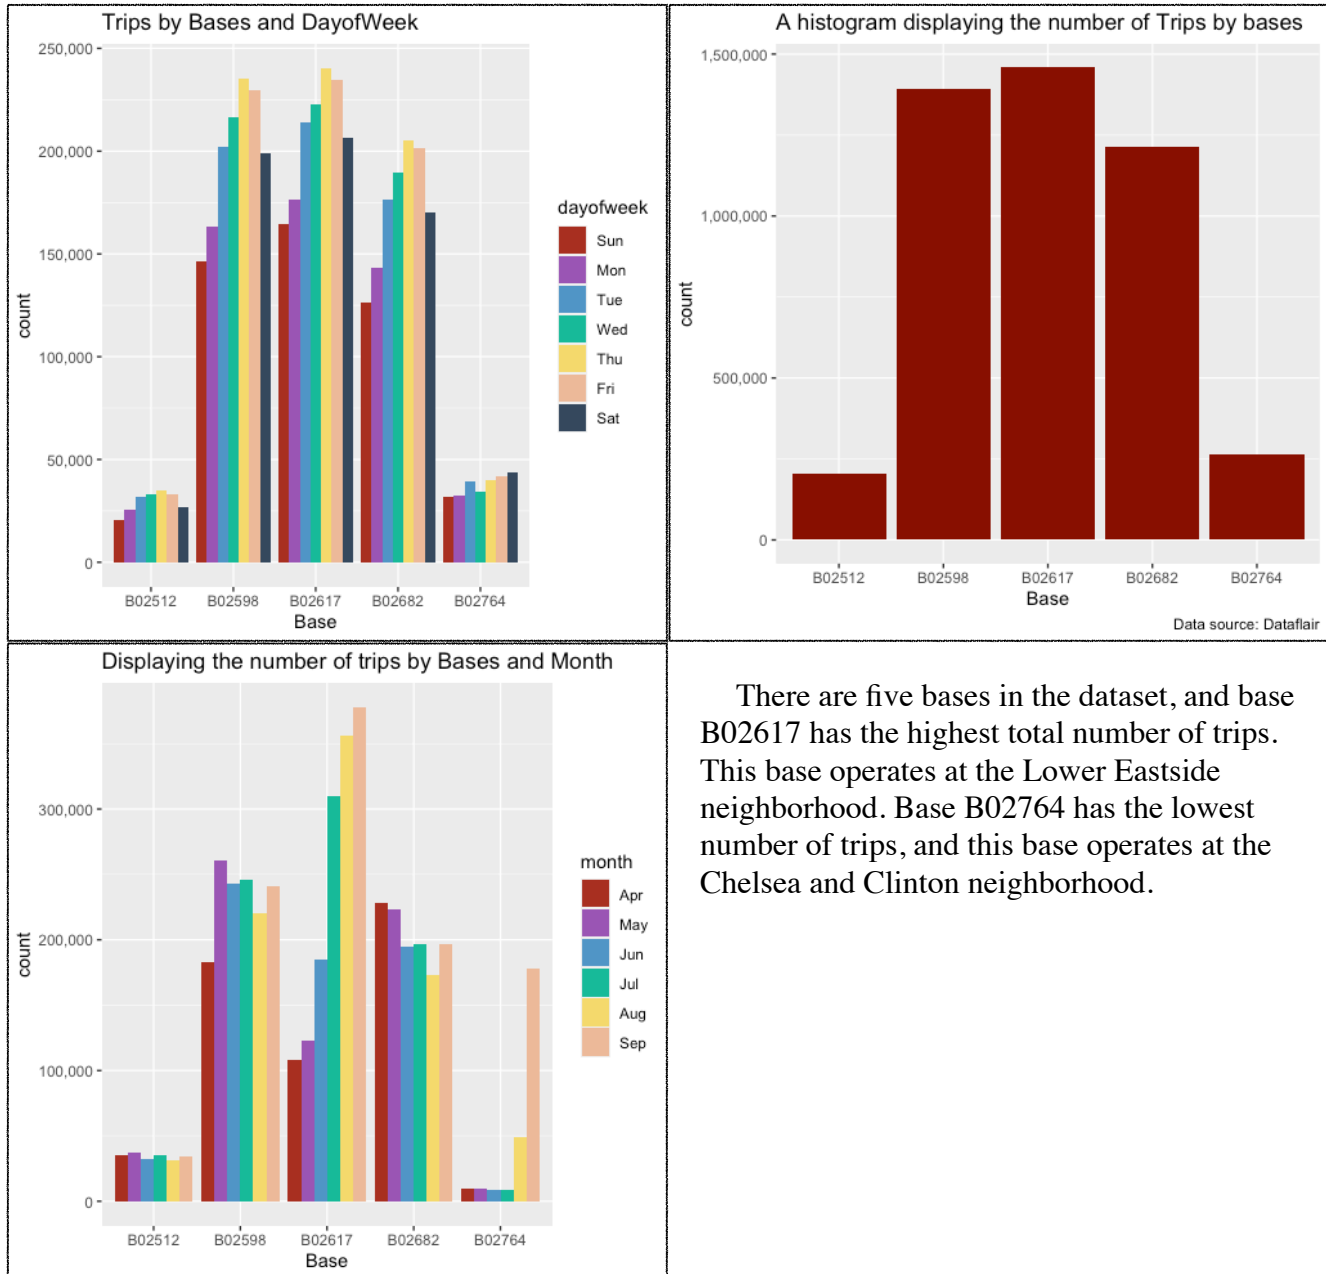 Trips by Bases and DayofWeek
250,000
200,000
150,000
100,000
50,000
0
count
B02512 B02598 B02617 B02682 B02764
Base
dayofweek
Sun
Mon
Tue
Wed
Thu
Fri
Sat
A histogram displaying the number of Trips by bases
1,500,000
1,000,000
500,000
0
count
B02512 B02598 B02617 B02682 B02764
Base
Data source: Dataflair
Displaying the number of trips by Bases and Month
300,000
200,000
100,000
0
count
B02512 B02598 B02617 B02682 B02764
Base
month
Apr
May
Jun
Jul
Aug
Sep
There are five bases in the dataset, and base
B02617 has the highest total number of trips.
This base operates at the Lower Eastside
neighborhood. Base B02764 has the lowest
number of trips, and this base operates at the
Chelsea and Clinton neighborhood.